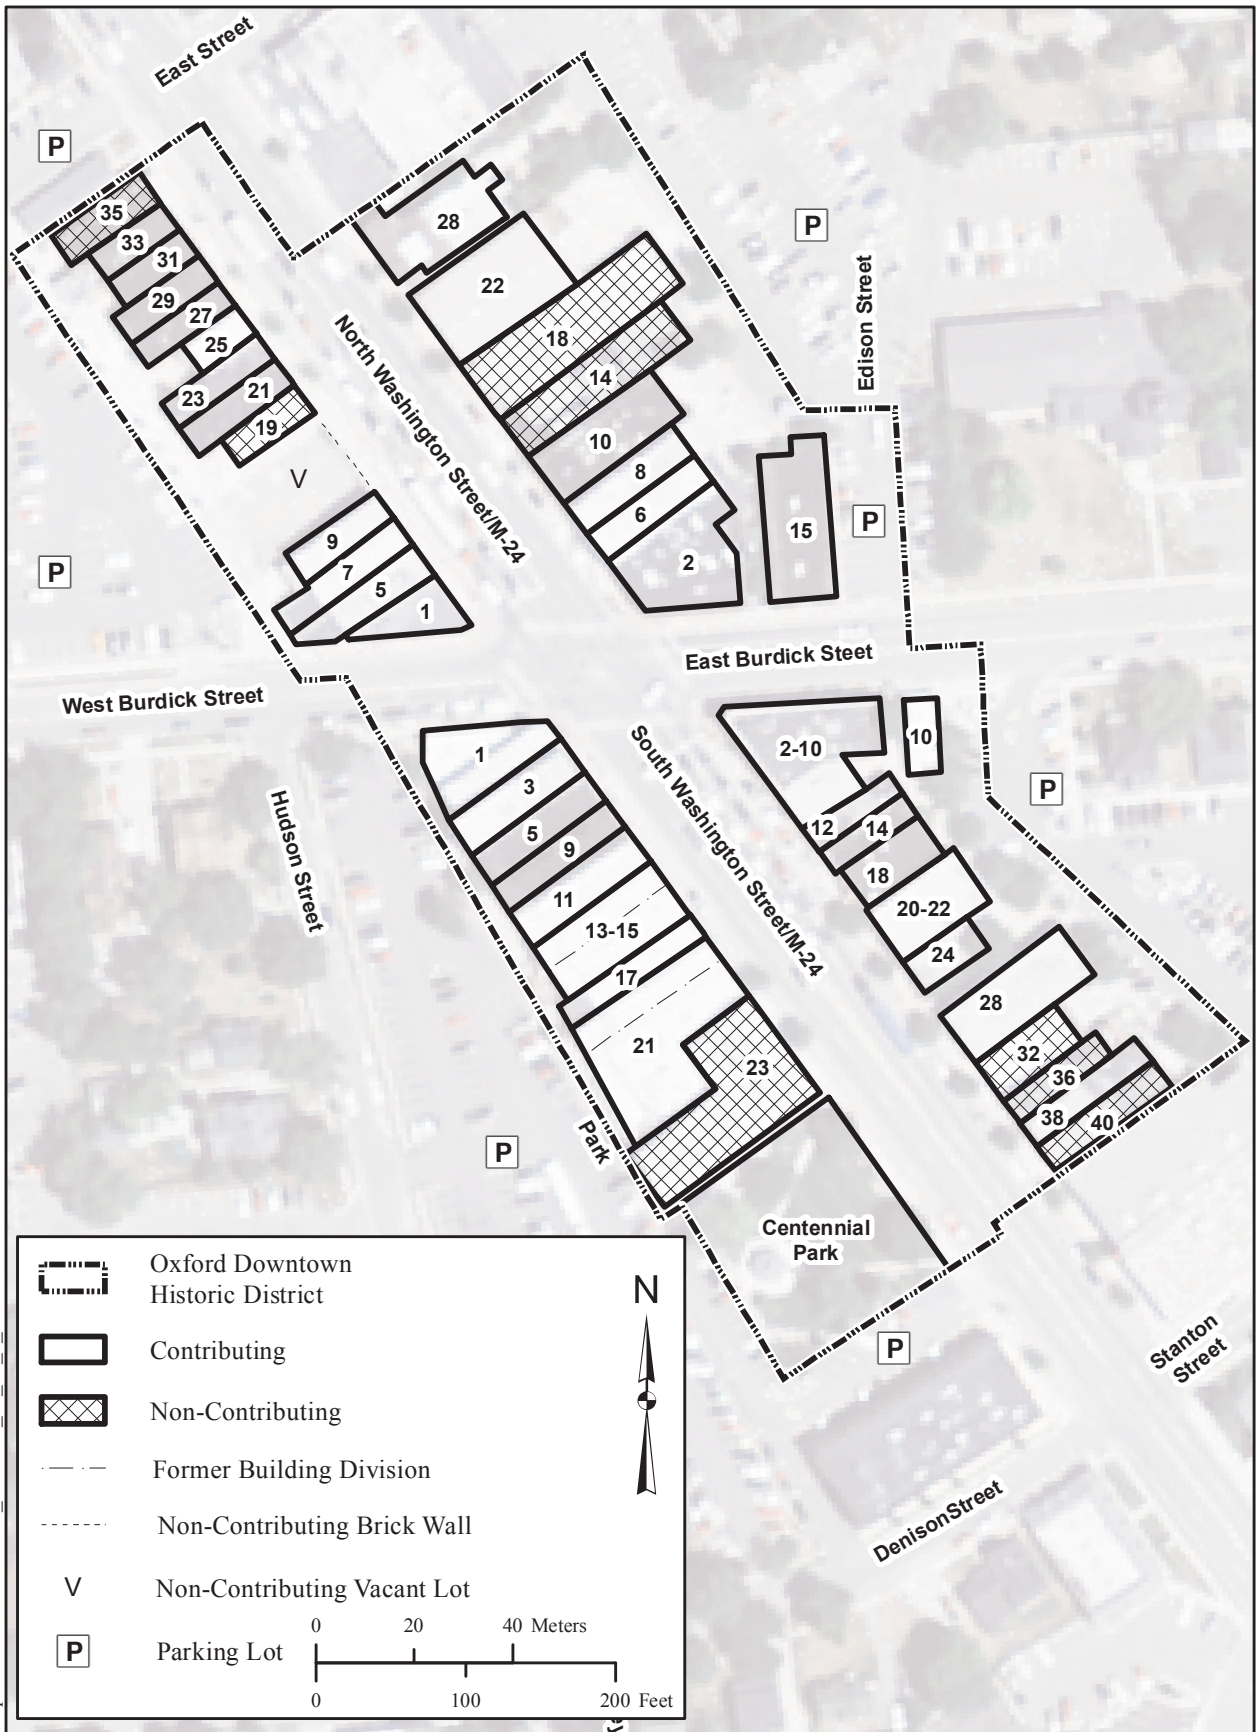 East Street
P
P
35
33
31
29
27
25
23
21
19
V
28
22
18
14
10
8
6
2
15
Edison Street
North Washington Street/M-24
P
P
9
7
5
1
East Burdick Steet
West Burdick Street
1
3
5
9
11
13-15
17
21
23
South Washington Street/M-24
2-10
10
12
14
18
20-22
24
28
32
36
38
40
P
Hudson Street
P
Park
Centennial
Park
P
Stanton
Street
DenisonStreet
Oxford Downtown
Historic District
Contributing
Non-Contributing
Former Building Division
Non-Contributing Brick Wall
V Non-Contributing Vacant Lot
P Parking Lot
N
0 20 40 Meters
0 100 200 Feet